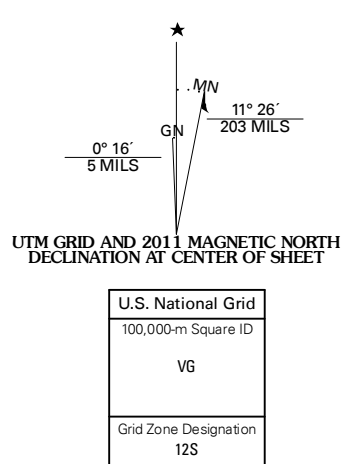 ★
MN
GN
11° 26´
203 MILS
0° 16´
5 MILS
UTM GRID AND 2011 MAGNETIC NORTH
DECLINATION AT CENTER OF SHEET
U.S. National Grid
100,000-m Square ID
VG
Grid Zone Designation
12S